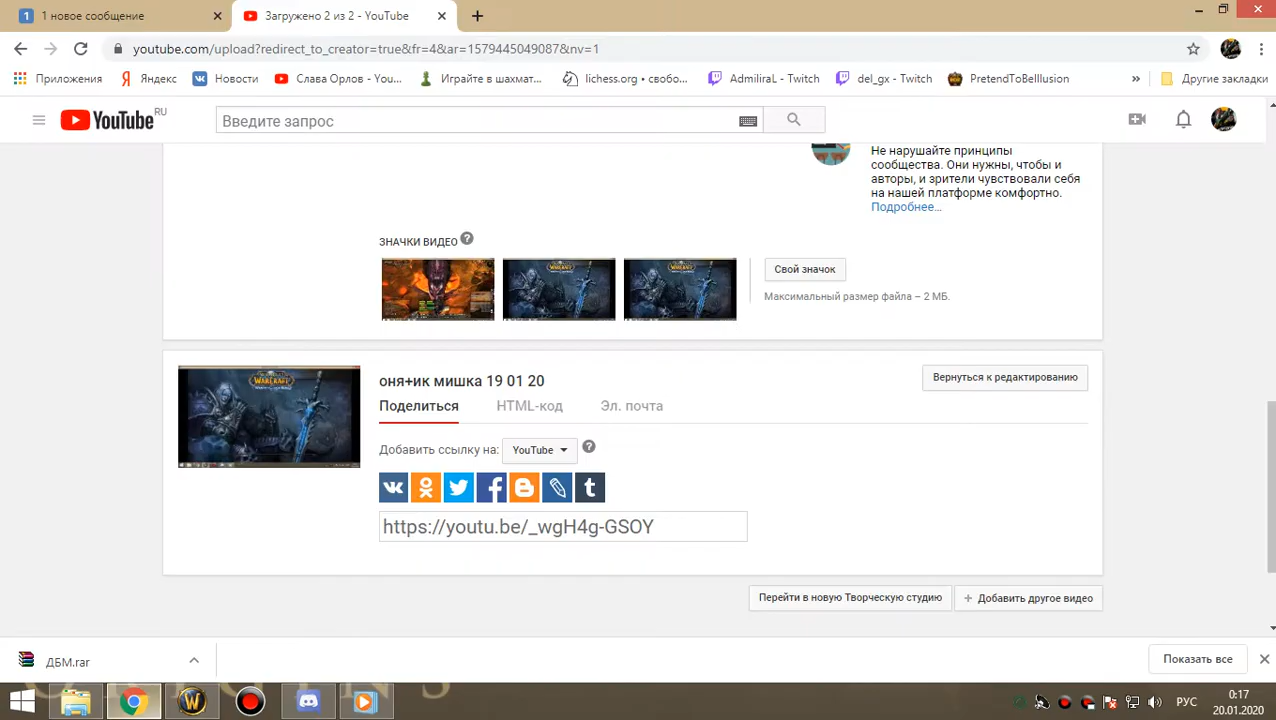 1 новое сообщение
Загружено 2 из 2 - YouTube
youtube.com/upload?redirect_to_creator=true&fr=4&ar=1579445049087&nv=1
Приложения
Яндекс
Новости
Слава Орлов - You...
Играйте в шахмат...
lichess.org • свобо...
AdmiraL - Twitch
del_gx - Twitch
PretendToBeIllusion
»
Другие закладки
YouTube RU
Введите запрос
Не нарушайте принципы
сообщества. Они нужны, чтобы и
авторы, и зрители чувствовали себя
на нашей платформе комфортно.
Подробнее...
ЗНАЧКИ ВИДЕО
Свой значок
Максимальный размер файла – 2 МБ.
оня+ик мишка 19 01 20
Вернуться к редактированию
Поделиться
HTML-код
Эл. почта
Добавить ссылку на:
YouTube
https://youtu.be/_wgH4g-GSOY
Перейти в новую Творческую студию
+ Добавить другое видео
ДБМ.rar
Показать все
РУС
0:17
20.01.2020